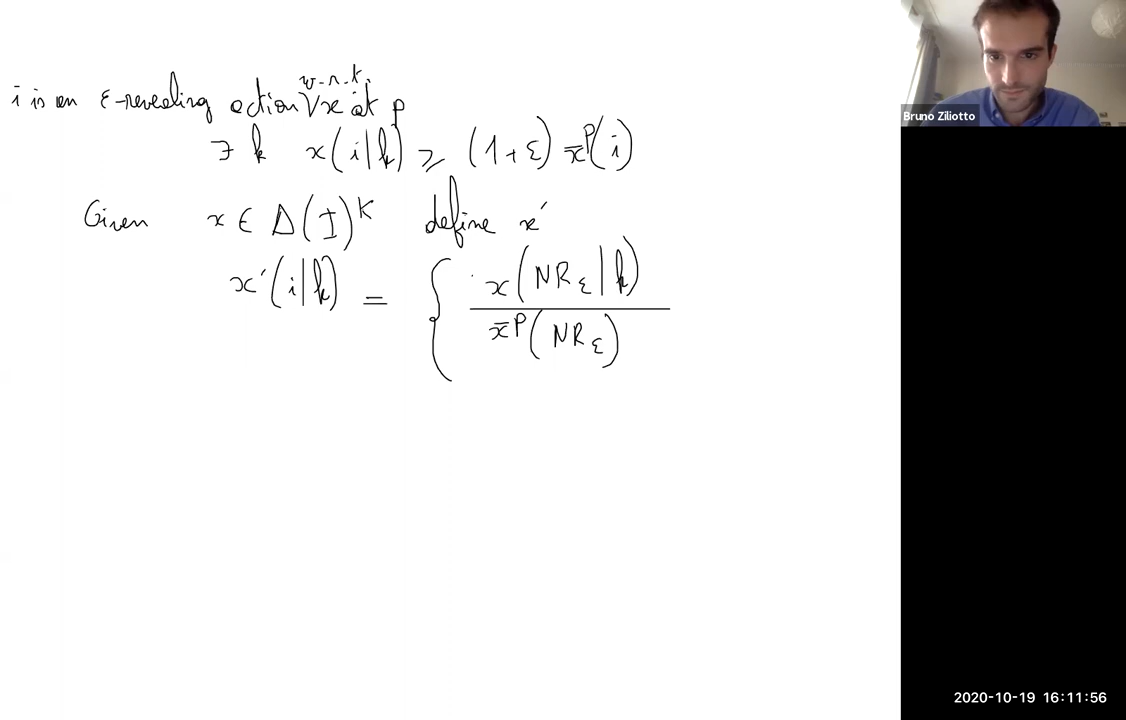 w.r.t.
i is an ε-revealing action ∨ x at p
∃ k x(i|k) ≥ (1+ε) x̄ᵖ(i)
Given x ∈ Δ(I)ᴷ define x′
x′(i|k) = { x(NR_ε|k)
x̄ᵖ(NR_ε)
Bruno Ziliotto
2020-10-19 16:11:56